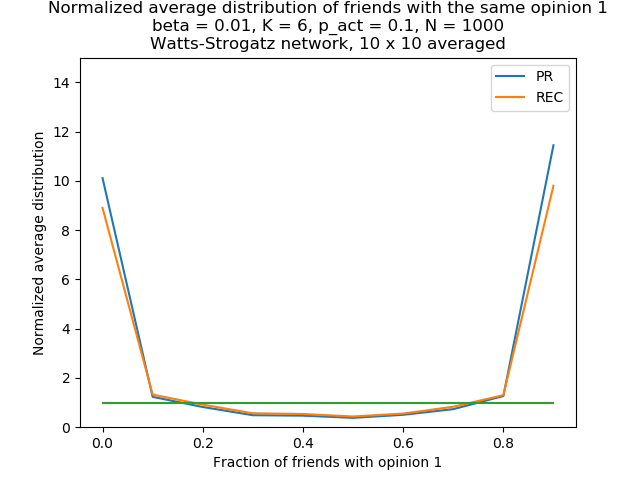 Normalized average distribution of friends with the same opinion 1
beta = 0.01, K = 6, p_act = 0.1, N = 1000
Watts-Strogatz network, 10 x 10 averaged
PR
REC
Normalized average distribution
14
12
10
8
6
4
2
0
0.0 0.2 0.4 0.6 0.8
Fraction of friends with opinion 1